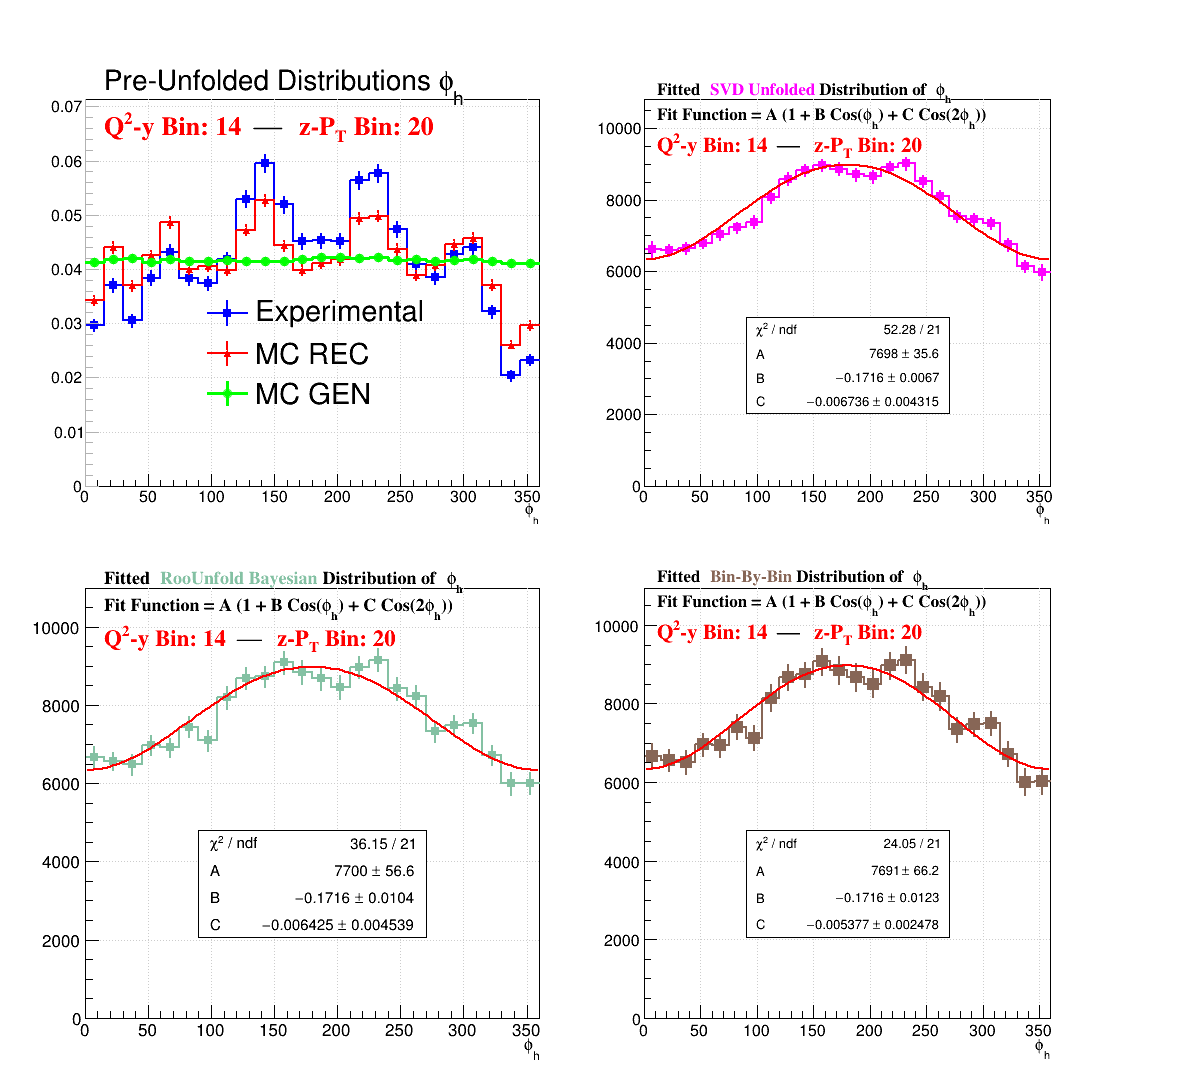 Pre-Unfolded Distributions ϕh
Q²-y Bin: 14 — z-PT Bin: 20
0.07
0.06
0.05
0.04
0.03
0.02
0.01
0
Experimental
MC REC
MC GEN
0 50 100 150 200 250 300 350
ϕh
Fitted SVD Unfolded Distribution of ϕh
Fit Function = A (1 + B Cos(ϕh) + C Cos(2ϕh))
Q²-y Bin: 14 — z-PT Bin: 20
10000
8000
6000
4000
2000
0
χ² / ndf 52.28 / 21
A 7698 ± 35.6
B −0.1716 ± 0.0067
C −0.006736 ± 0.004315
0 50 100 150 200 250 300 350
ϕh
Fitted RooUnfold Bayesian Distribution of ϕh
Fit Function = A (1 + B Cos(ϕh) + C Cos(2ϕh))
Q²-y Bin: 14 — z-PT Bin: 20
10000
8000
6000
4000
2000
0
χ² / ndf 36.15 / 21
A 7700 ± 56.6
B −0.1716 ± 0.0104
C −0.006425 ± 0.004539
0 50 100 150 200 250 300 350
ϕh
Fitted Bin-By-Bin Distribution of ϕh
Fit Function = A (1 + B Cos(ϕh) + C Cos(2ϕh))
Q²-y Bin: 14 — z-PT Bin: 20
10000
8000
6000
4000
2000
0
χ² / ndf 24.05 / 21
A 7691 ± 66.2
B −0.1716 ± 0.0123
C −0.005377 ± 0.002478
0 50 100 150 200 250 300 350
ϕh